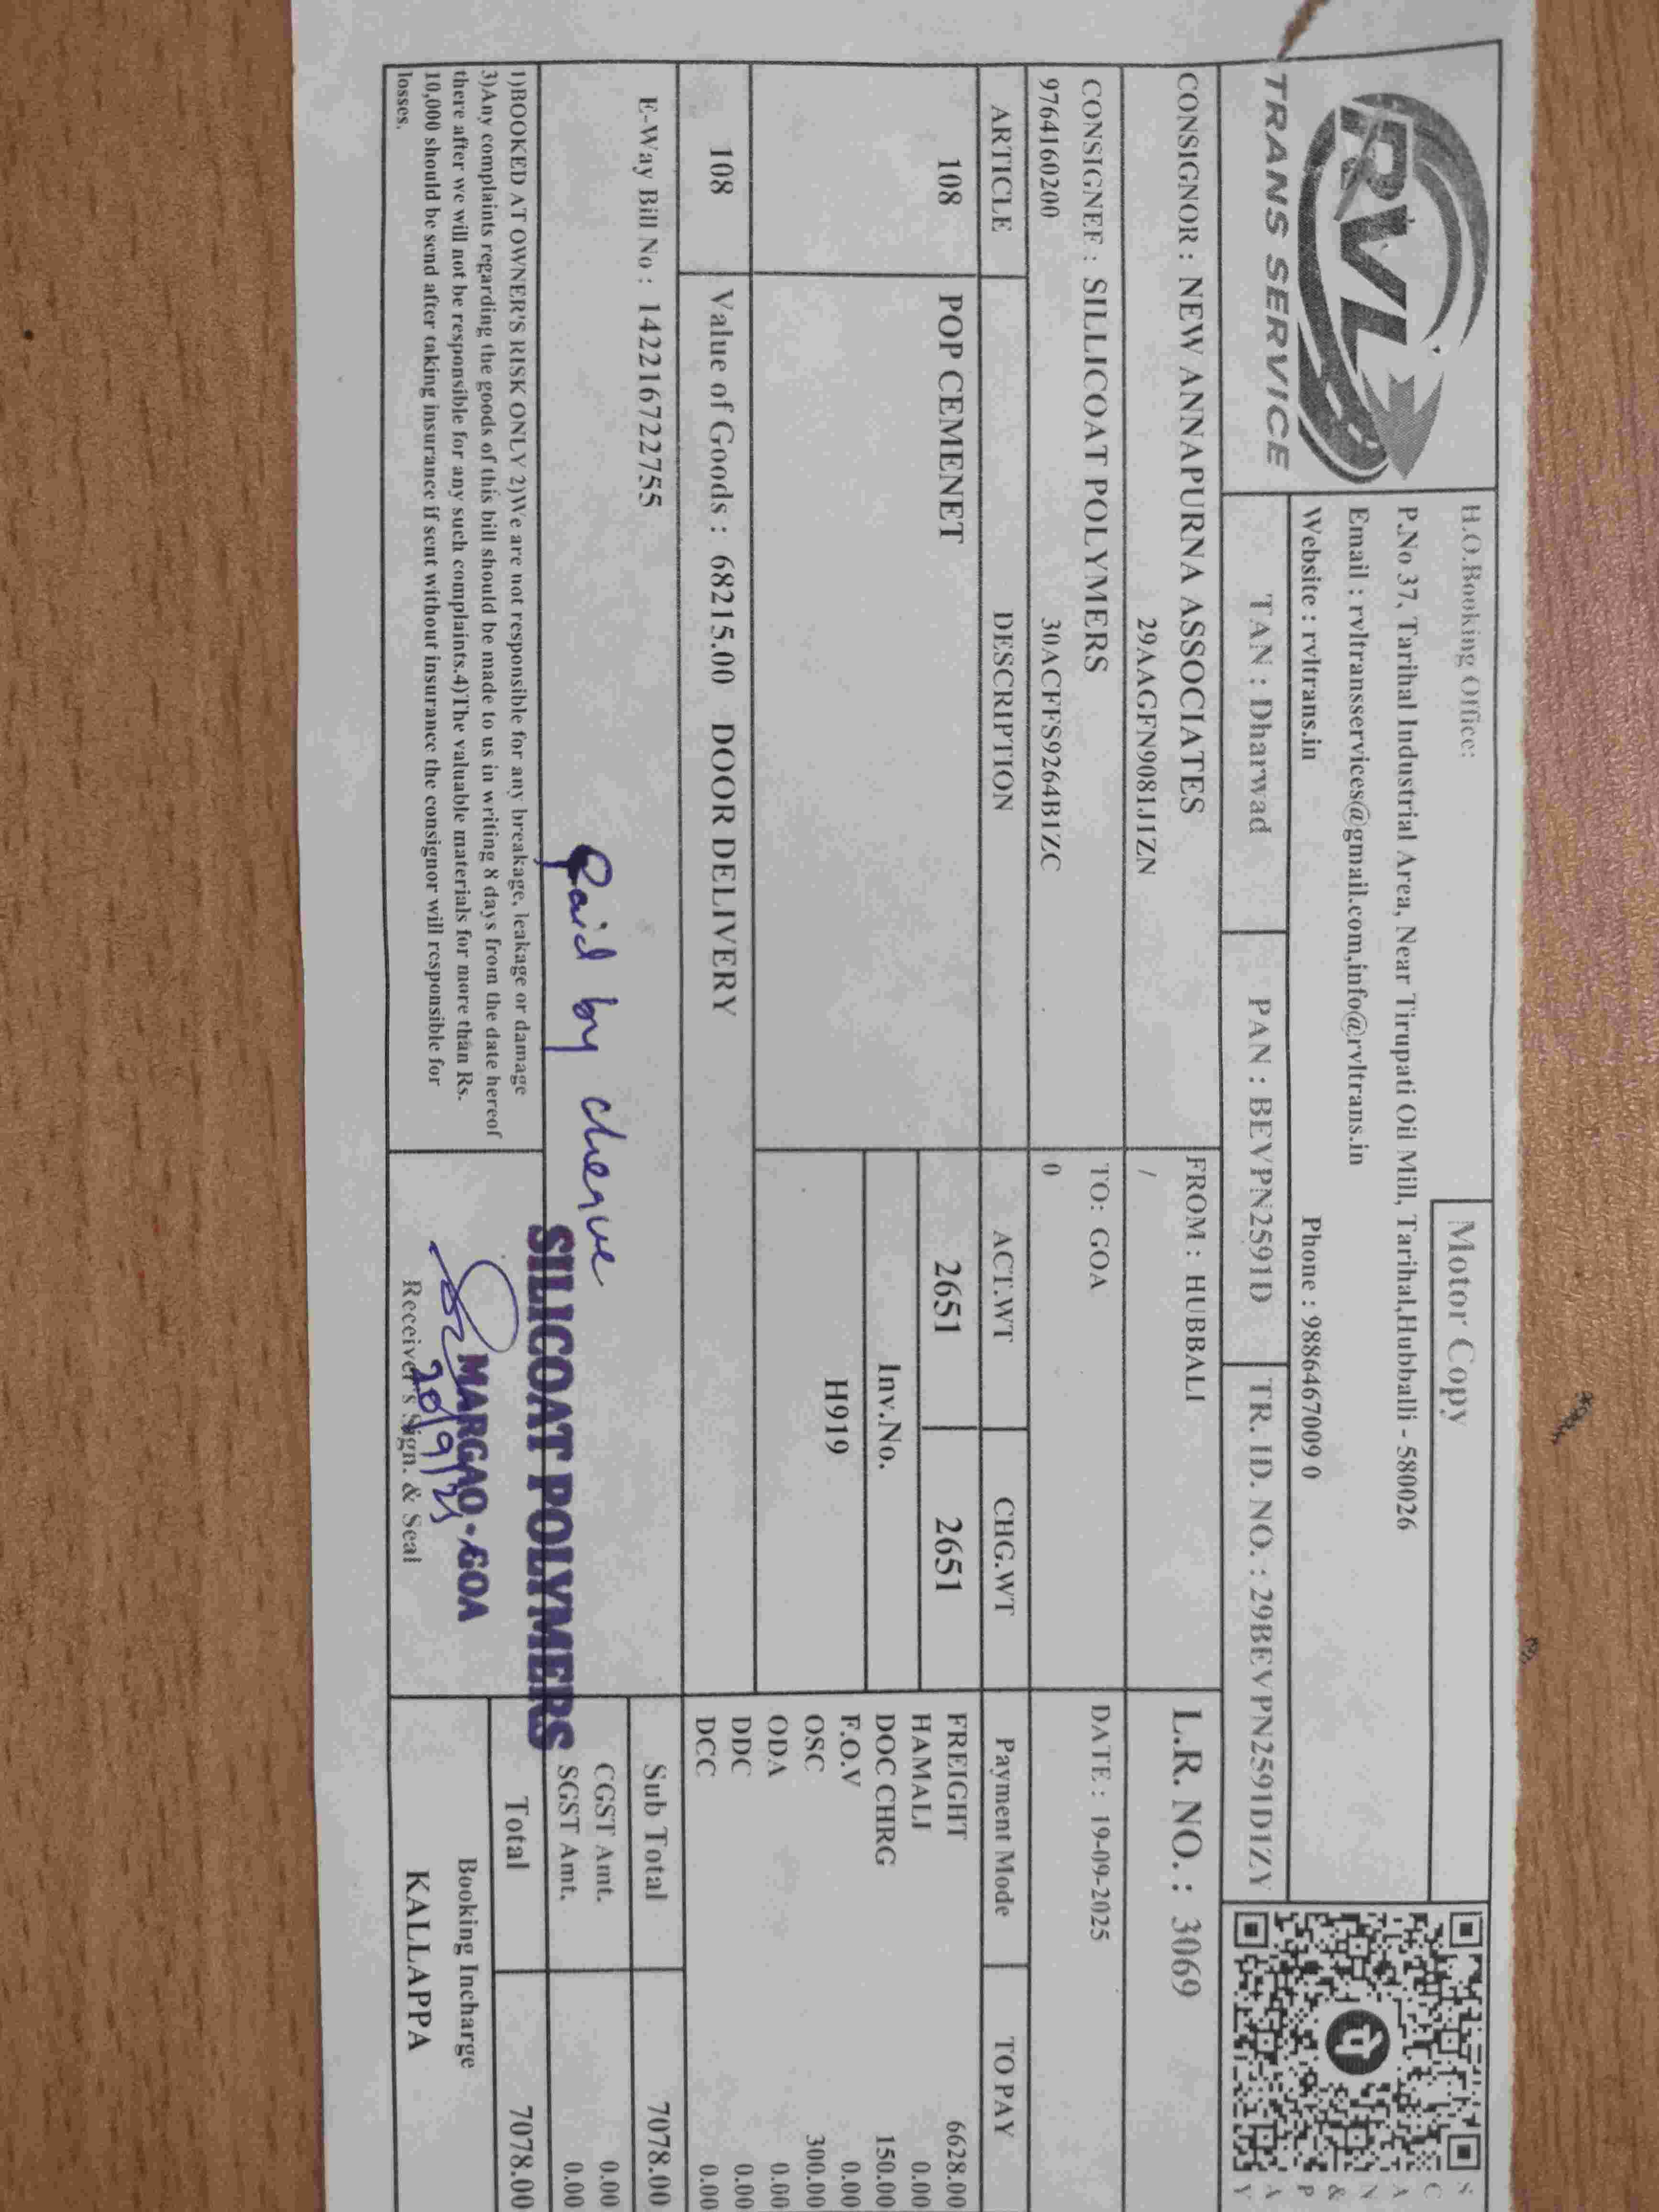 RVL
TRANS SERVICE
Motor Copy
H.O.Booking Office:
P.No 37, Tarihal Industrial Area, Near Tirupati Oil Mill, Tarihal,Hubballi - 580026
Email : rvltransservices@gmail.com,info@rvltrans.in
Website : rvltrans.in Phone : 9886467009 0
SCAN & PAY
TAN : Dharwad PAN : BEVPN2591D TR. ID. NO. : 29BEVPN2591D1ZY
CONSIGNOR : NEW ANNAPURNA ASSOCIATES FROM : HUBBALI L.R. NO. : 3069
29AAGFN9081J1ZN /
CONSIGNEE : SILLICOAT POLYMERS TO: GOA DATE : 19-09-2025
9764160200 30ACFFS9264B1ZC 0
ARTICLE DESCRIPTION ACT.WT CHG.WT Payment Mode TO PAY
108 POP CEMENET 2651 2651 FREIGHT 6628.00
HAMALI 0.00
Inv.No. DOC CHRG 150.00
H919 F.O.V 0.00
OSC 300.00
ODA 0.00
108 Value of Goods : 68215.00 DOOR DELIVERY DDC 0.00
DCC 0.00
E-Way Bill No : 142216722755 Sub Total 7078.00
Paid by cheque CGST Amt. 0.00
SGST Amt. 0.00
SILICOAT POLYMERS
Total 7078.00
1)BOOKED AT OWNER'S RISK ONLY 2)We are not responsible for any breakage, leakage or damage
3)Any complaints regarding the goods of this bill should be made to us in writing 8 days from the date hereof
there after we will not be responsible for any such complaints.4)The valuable materials for more than Rs.
10,000 should be send after taking insurance if sent without insurance the consignor will responsible for
losses.
MARGAO - GOA
20/9/25
Receiver's Sign. & Seal
Booking Incharge
KALLAPPA